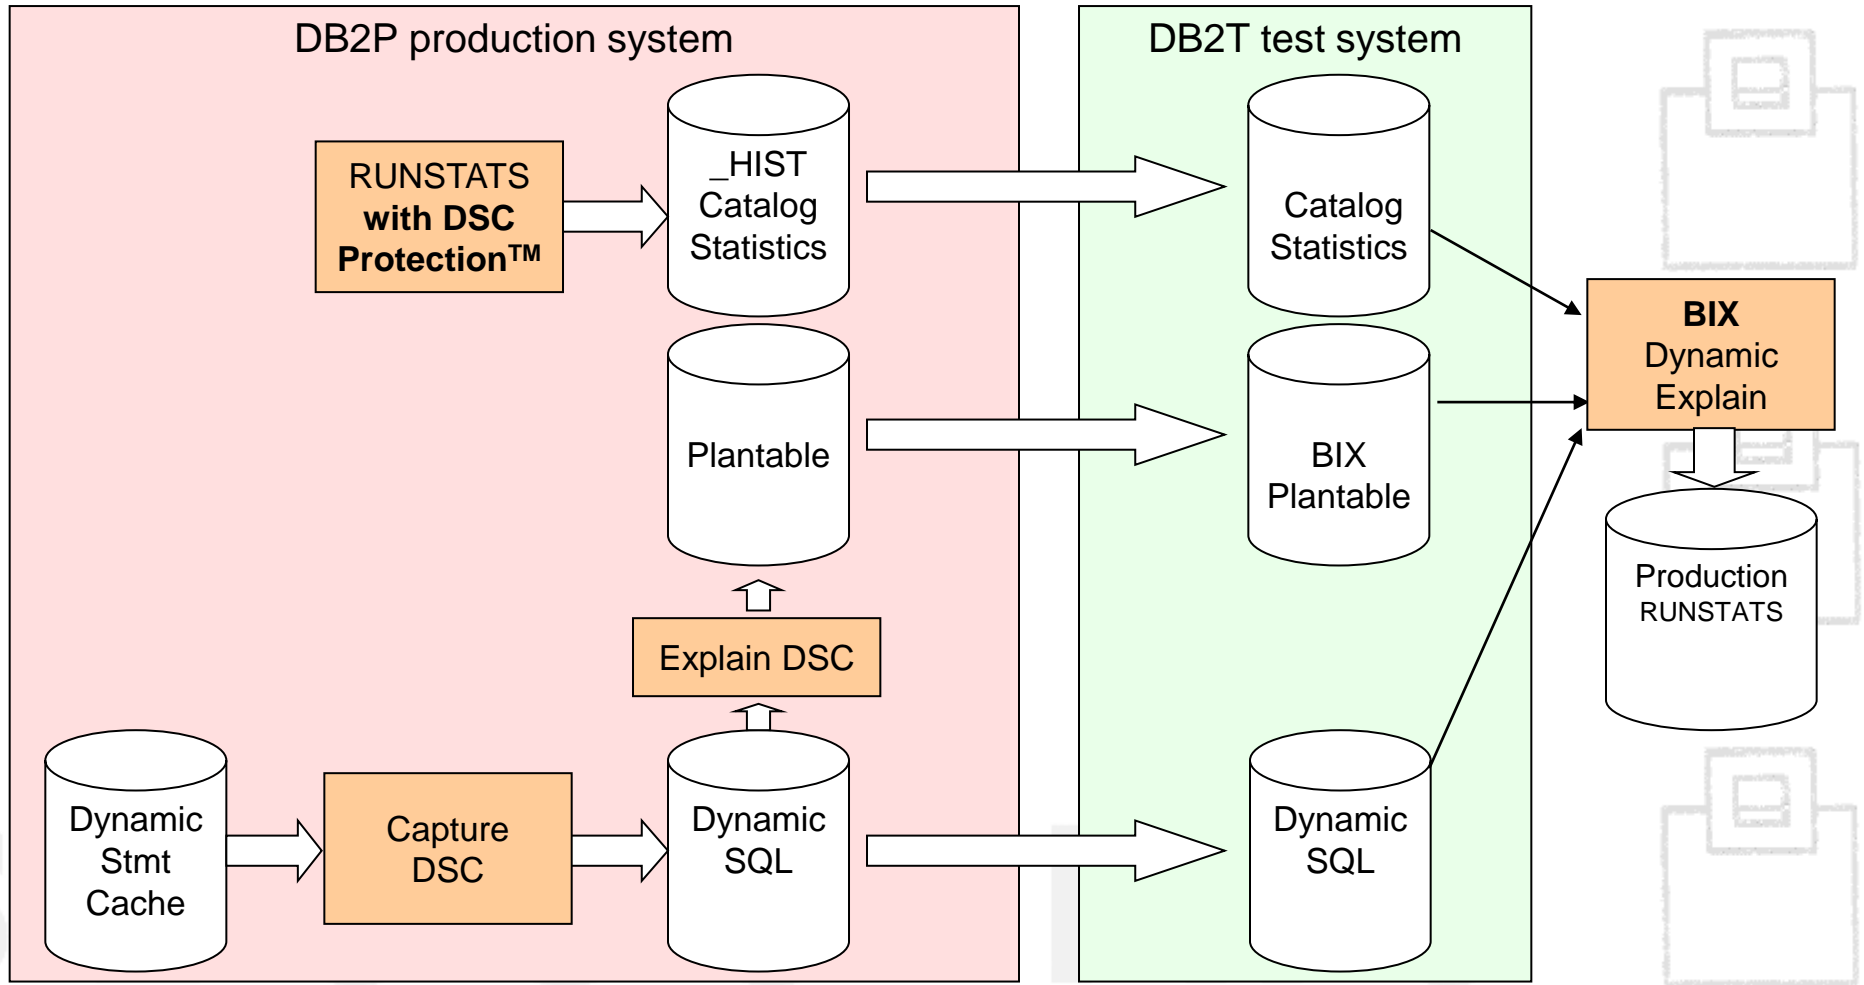 DB2P production system
DB2T test system
RUNSTATS
with DSC
Protection™
_HIST
Catalog
Statistics
Catalog
Statistics
BIX
Dynamic
Explain
Plantable
BIX
Plantable
Production
RUNSTATS
Explain DSC
Dynamic
Stmt
Cache
Capture
DSC
Dynamic
SQL
Dynamic
SQL